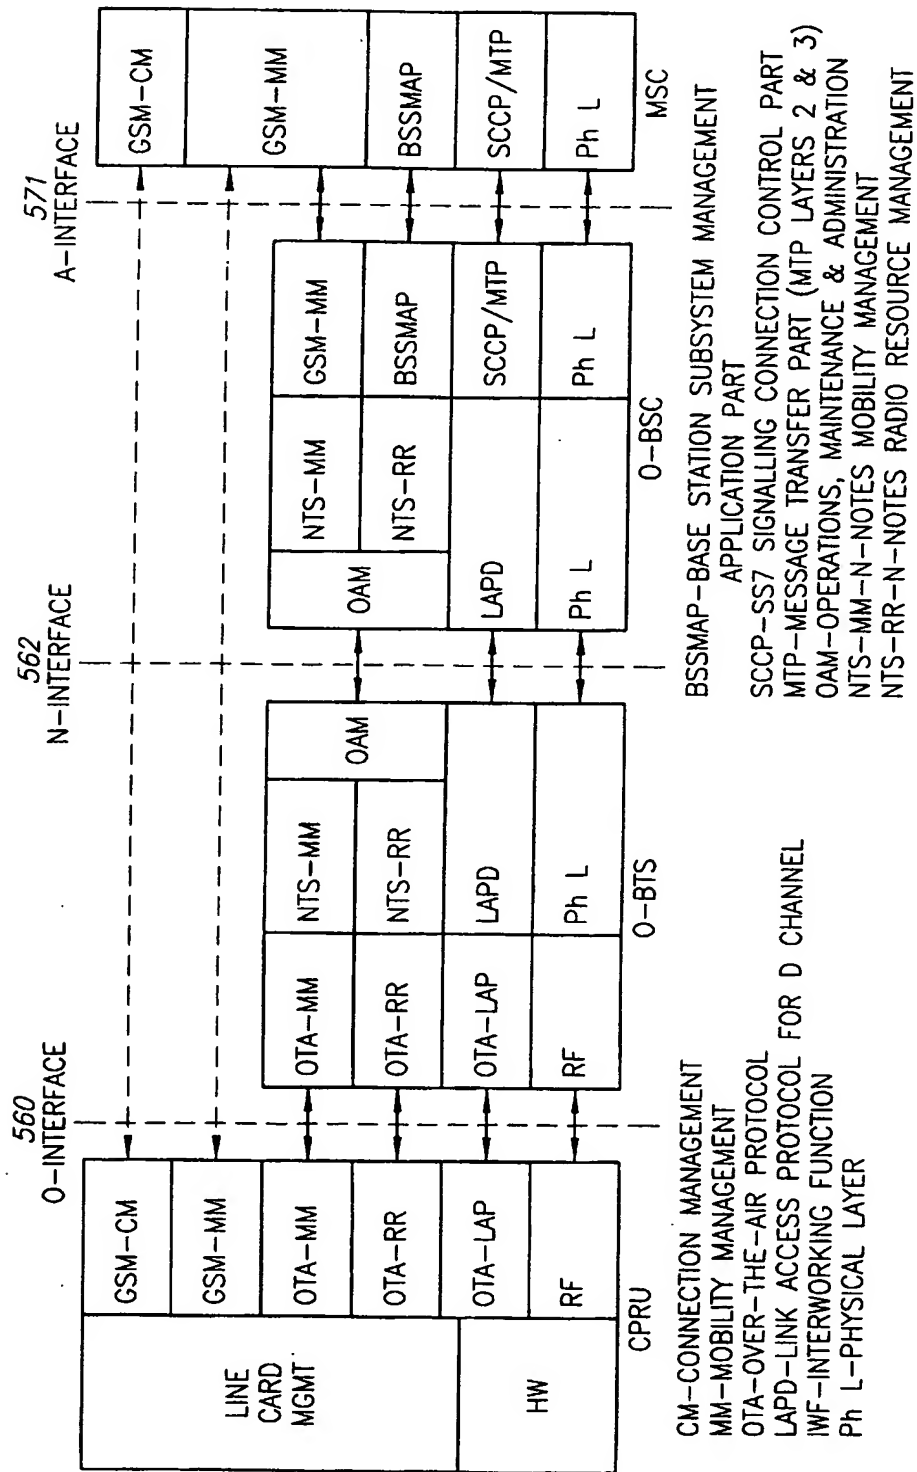 560
O-INTERFACE
562
N-INTERFACE
571
A-INTERFACE
LINE
CARD
MGMT
HW
GSM-CM
GSM-MM
OTA-MM
OTA-RR
OTA-LAP
RF
CPRU
OTA-MM
OTA-RR
OTA-LAP
RF
NTS-MM
NTS-RR
LAPD
Ph L
OAM
O-BTS
OAM
LAPD
Ph L
NTS-MM
NTS-RR
GSM-MM
BSSMAP
SCCP/MTP
Ph L
O-BSC
GSM-CM
GSM-MM
BSSMAP
SCCP/MTP
Ph L
MSC
CM-CONNECTION MANAGEMENT
MM-MOBILITY MANAGEMENT
OTA-OVER-THE-AIR PROTOCOL
LAPD-LINK ACCESS PROTOCOL FOR D CHANNEL
IWF-INTERWORKING FUNCTION
Ph L-PHYSICAL LAYER
BSSMAP-BASE STATION SUBSYSTEM MANAGEMENT
APPLICATION PART
SCCP-SS7 SIGNALLING CONNECTION CONTROL PART
MTP-MESSAGE TRANSFER PART (MTP LAYERS 2 & 3)
OAM-OPERATIONS, MAINTENANCE & ADMINISTRATION
NTS-MM-N-NOTES MOBILITY MANAGEMENT
NTS-RR-N-NOTES RADIO RESOURCE MANAGEMENT